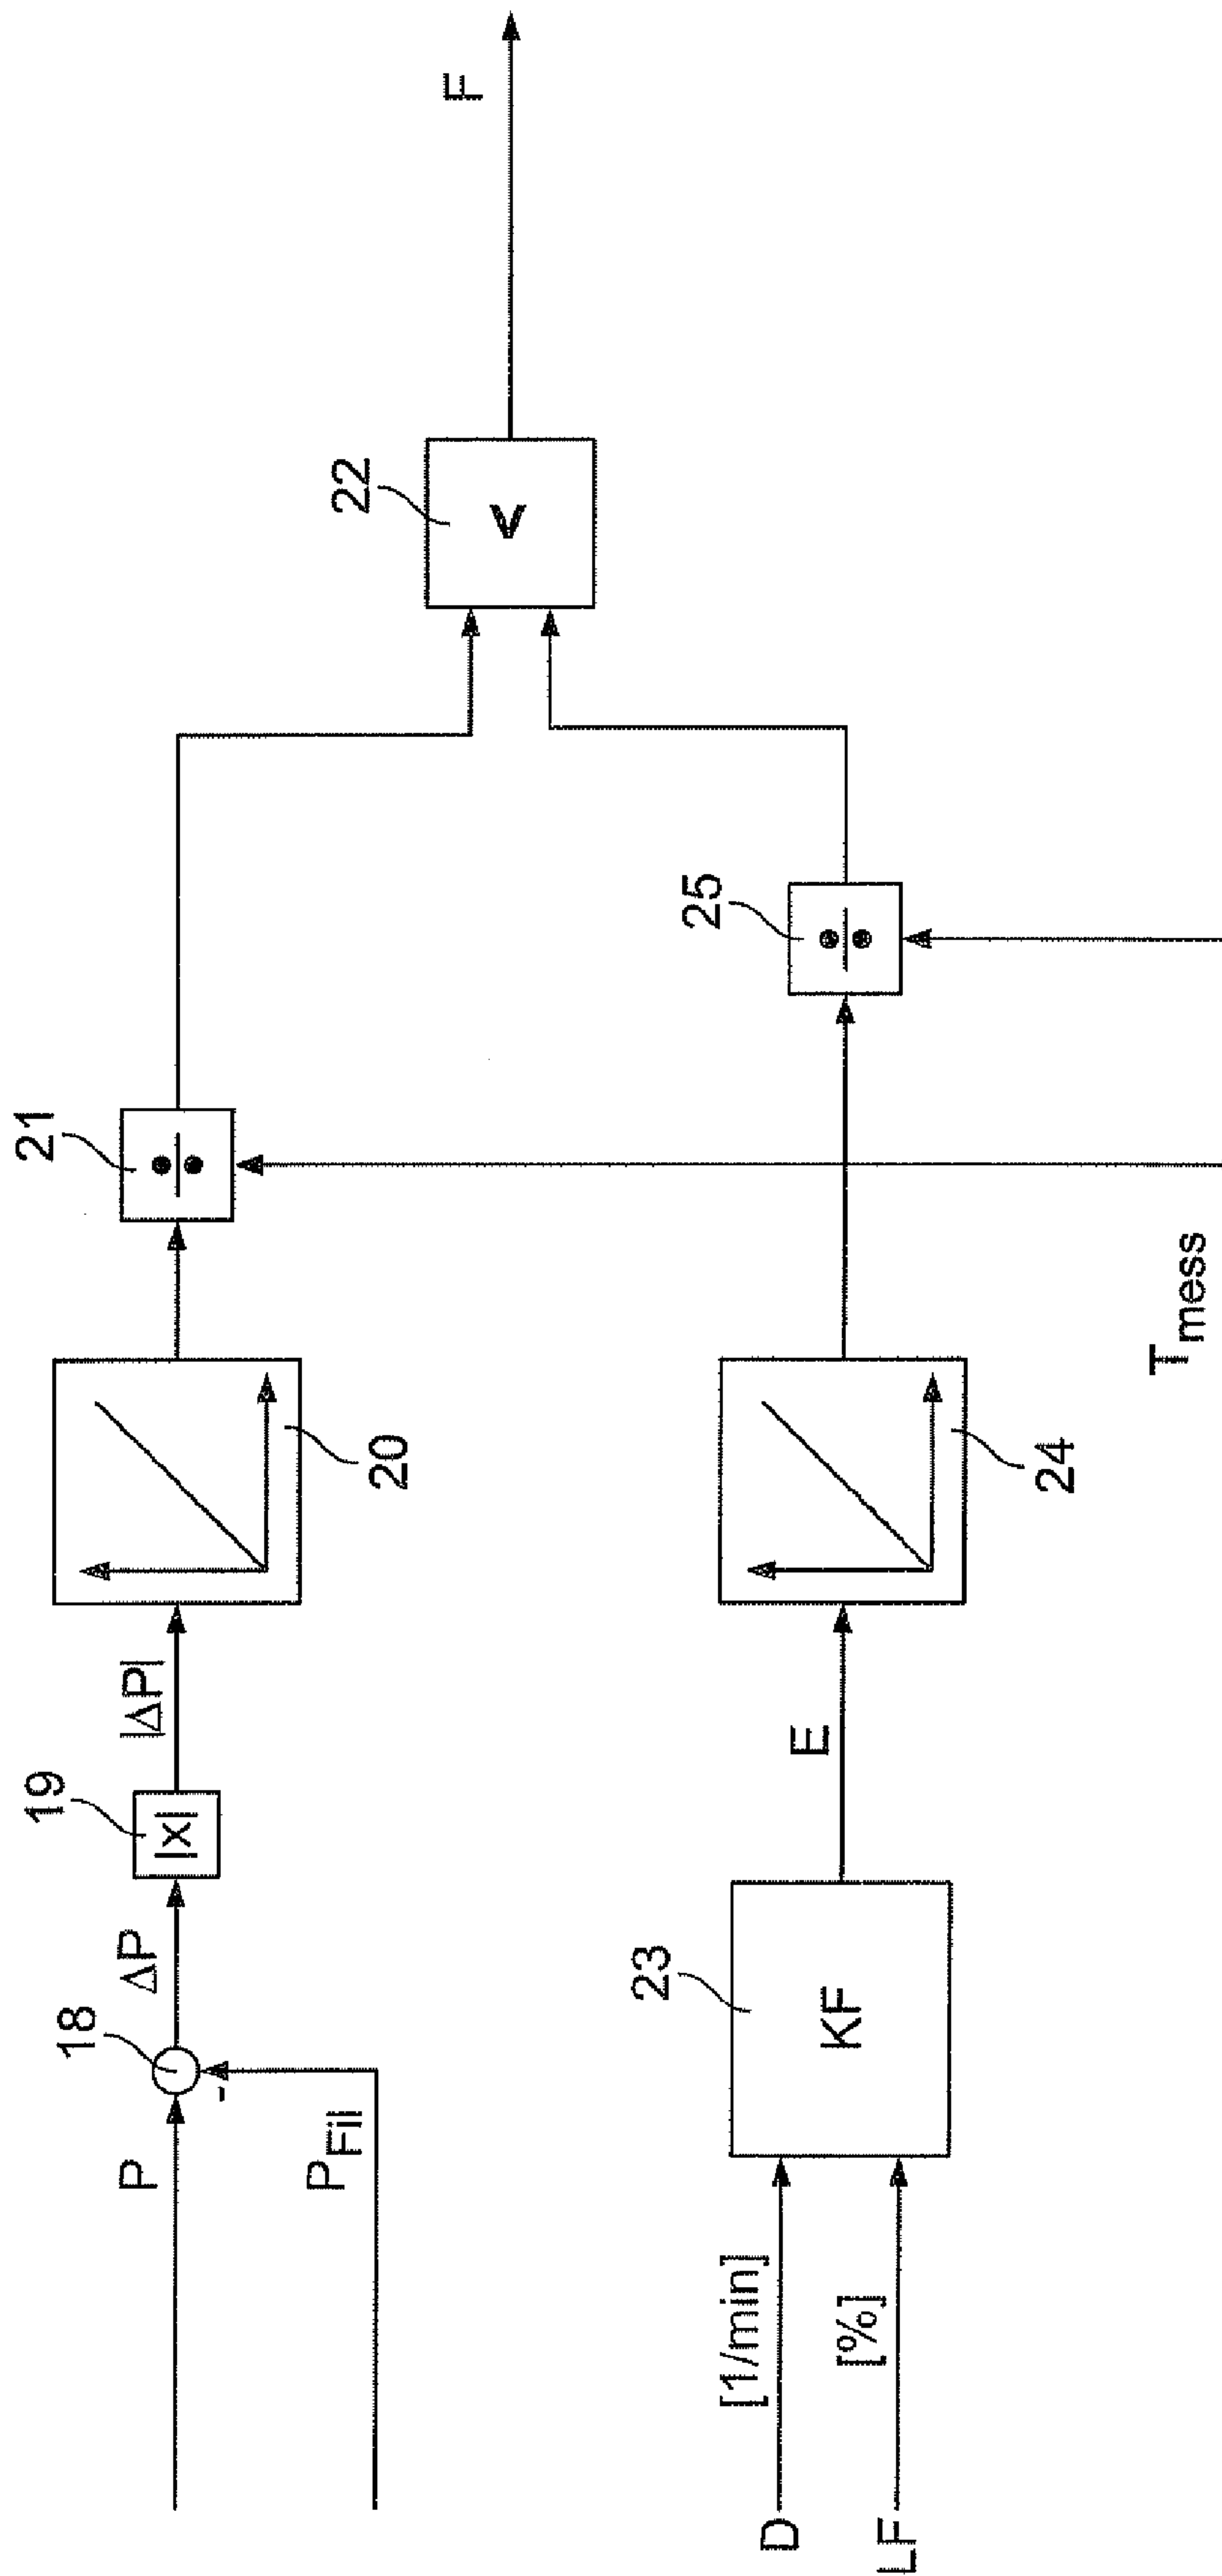 P
18
ΔP
19
|x|
|ΔP|
20
21
P Fil
-
22
V
F
D
[1/min]
LF
[%]
23
KF
E
24
25
T mess